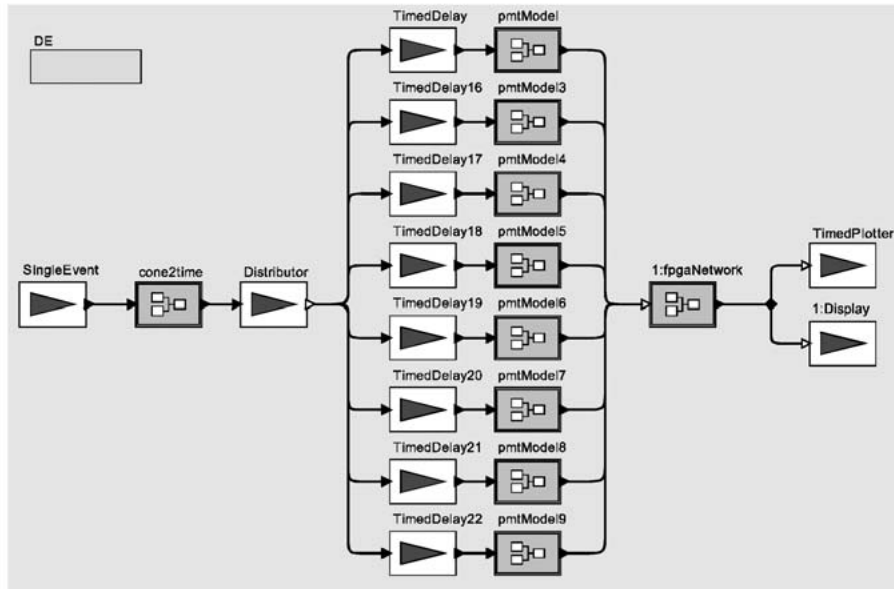 DE
TimedDelay pmtModel
TimedDelay16 pmtModel3
TimedDelay17 pmtModel4
TimedDelay18 pmtModel5
SIngleEvent cone2time Distributor
TimedDelay19 pmtModel6
TimedDelay20 pmtModel7
TimedDelay21 pmtModel8
TimedDelay22 pmtModel9
1:fpgaNetwork
TimedPlotter
1:Display